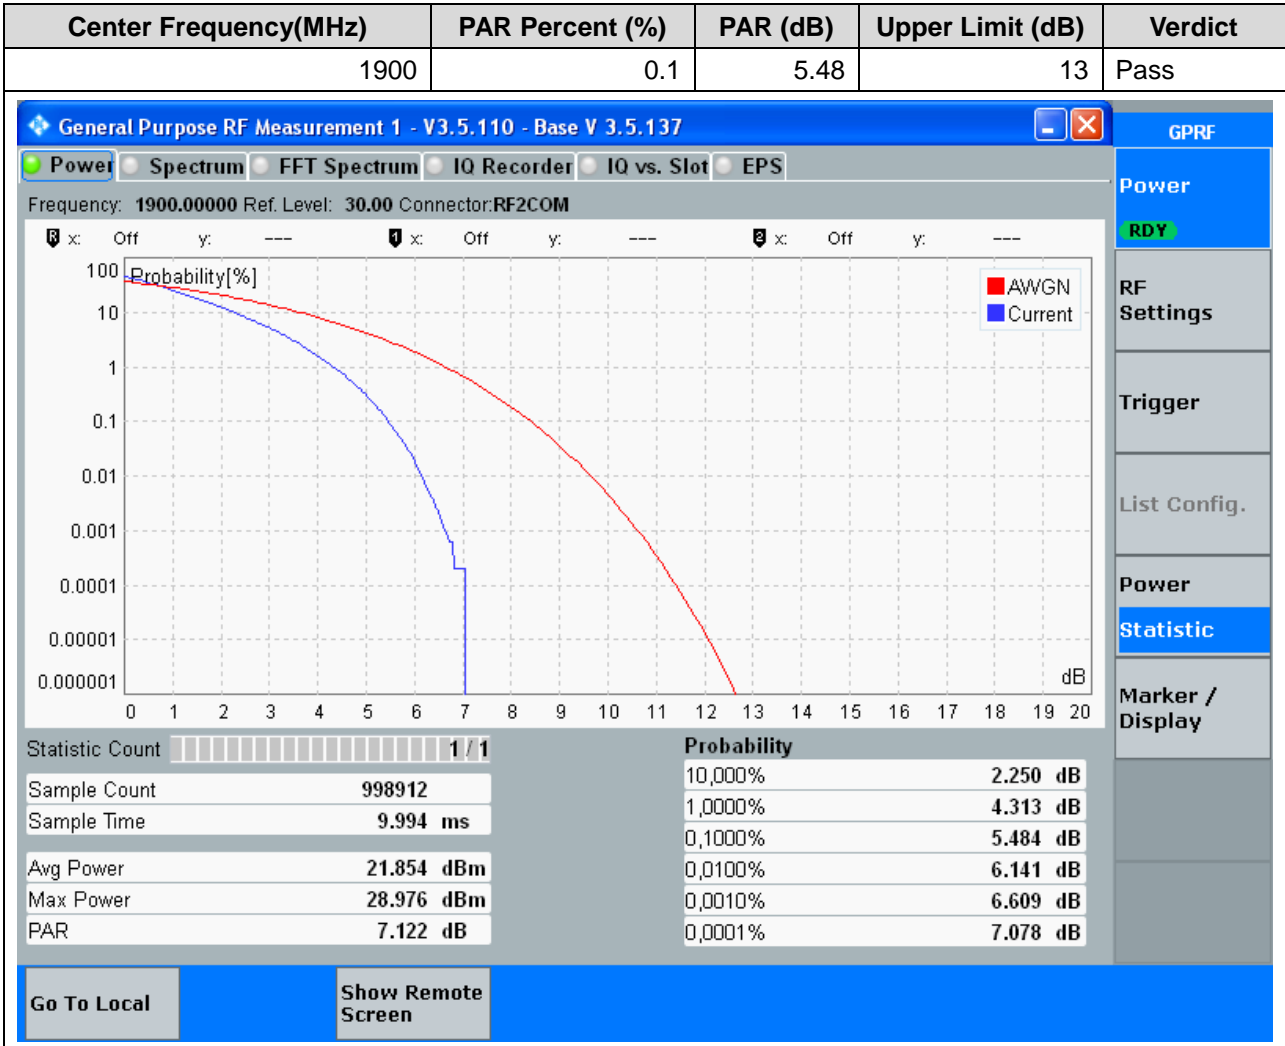 Center Frequency(MHz) PAR Percent (%) PAR (dB) Upper Limit (dB) Verdict
1900 0.1 5.48 13 Pass
General Purpose RF Measurement 1 - V3.5.110 - Base V 3.5.137
GPRF
Power Spectrum FFT Spectrum IQ Recorder IQ vs. Slot EPS
Frequency: 1900.00000 Ref. Level: 30.00 Connector:RF2COM
R x: Off y: --- 1 x: Off y: --- 2 x: Off y: ---
Probability[%]
100
10
1
0.1
0.01
0.001
0.0001
0.00001
0.000001
AWGN
Current
dB
0 1 2 3 4 5 6 7 8 9 10 11 12 13 14 15 16 17 18 19 20
Statistic Count 1 / 1
Sample Count 998912
Sample Time 9.994 ms
Avg Power 21.854 dBm
Max Power 28.976 dBm
PAR 7.122 dB
Probability
10,000% 2.250 dB
1,0000% 4.313 dB
0,1000% 5.484 dB
0,0100% 6.141 dB
0,0010% 6.609 dB
0,0001% 7.078 dB
Power
RDY
RF
Settings
Trigger
List Config.
Power
Statistic
Marker /
Display
Go To Local
Show Remote
Screen